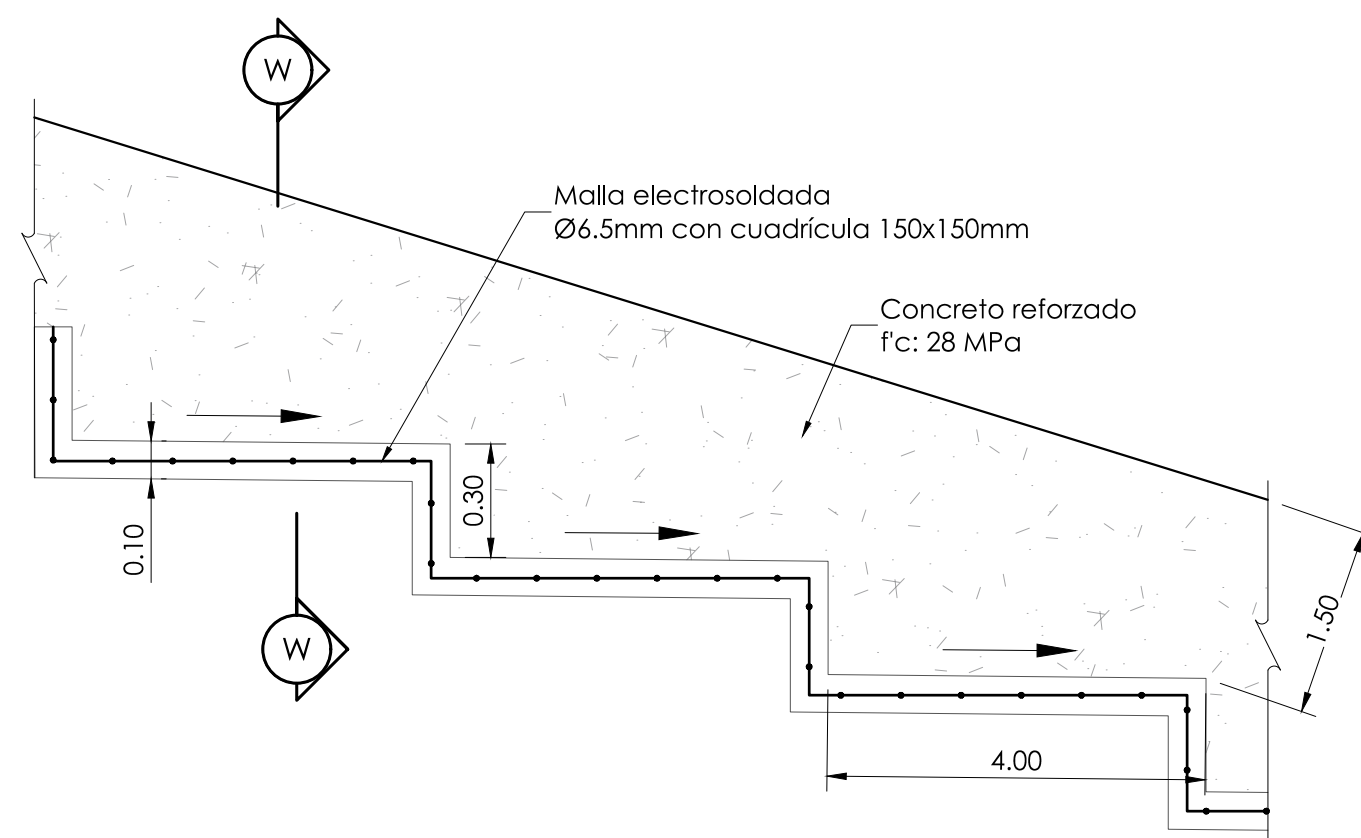 W
Malla electrosoldada
Ø6.5mm con cuadrícula 150x150mm
Concreto reforzado
f'c: 28 MPa
0.30
0.10
1.50
W
4.00